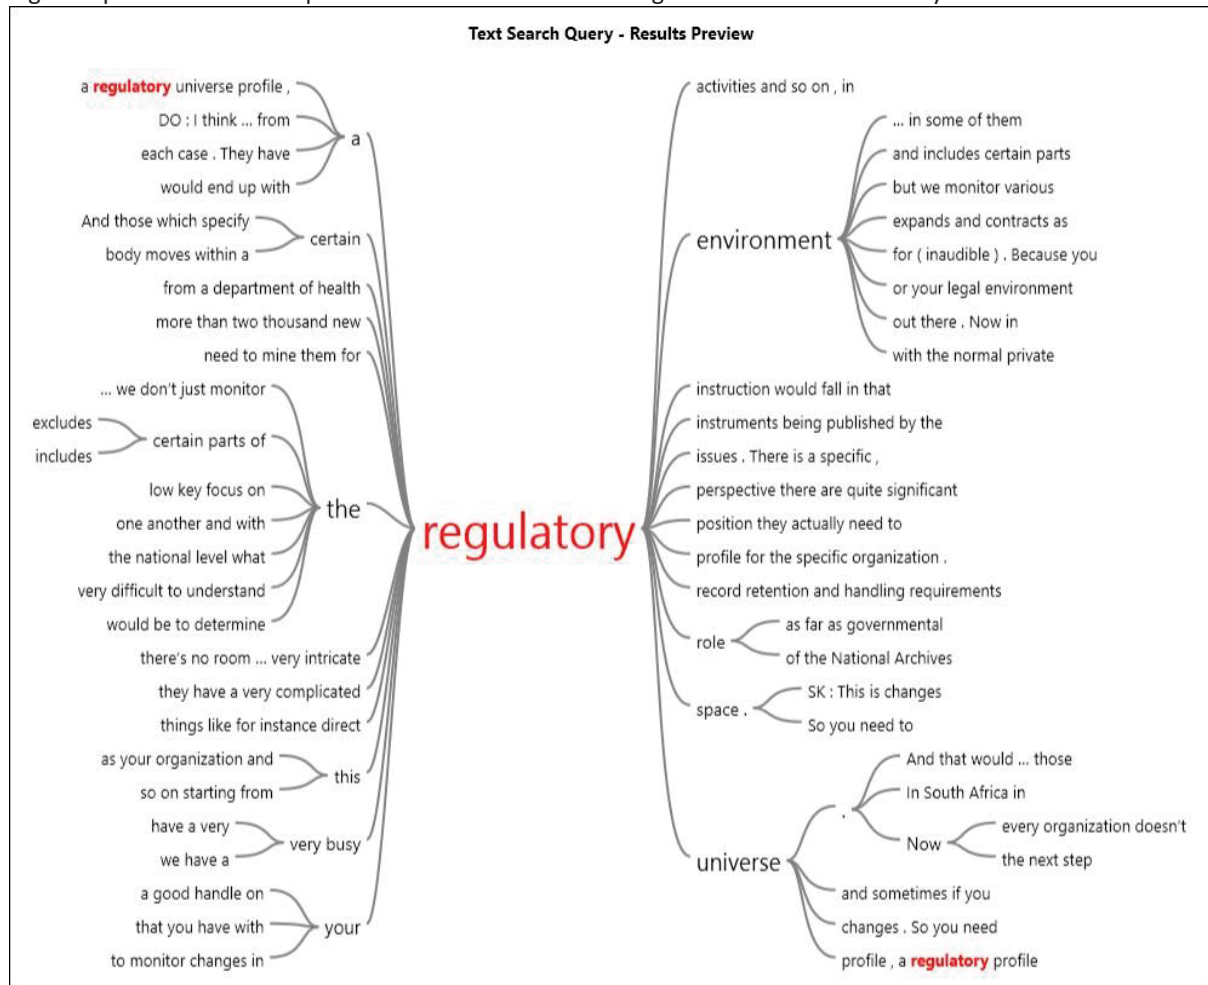 Text Search Query - Results Preview
a regulatory universe profile ,
DO : I think ... from
each case . They have
would end up with
a
And those which specify
body moves within a
certain
from a department of health
more than two thousand new
need to mine them for
... we don't just monitor
excludes
includes
certain parts of
low key focus on
one another and with
the national level what
very difficult to understand
would be to determine
the
there's no room ... very intricate
they have a very complicated
things like for instance direct
as your organization and
so on starting from
this
have a very
we have a
very busy
a good handle on
that you have with
to monitor changes in
your
regulatory
activities and so on , in
environment
... in some of them
and includes certain parts
but we monitor various
expands and contracts as
for ( inaudible ) . Because you
or your legal environment
out there . Now in
with the normal private
instruction would fall in that
instruments being published by the
issues . There is a specific ,
perspective there are quite significant
position they actually need to
profile for the specific organization .
record retention and handling requirements
role
as far as governmental
of the National Archives
space .
SK : This is changes
So you need to
universe
.
And that would ... those
In South Africa in
Now
every organization doesn't
the next step
and sometimes if you
changes . So you need
profile , a regulatory profile